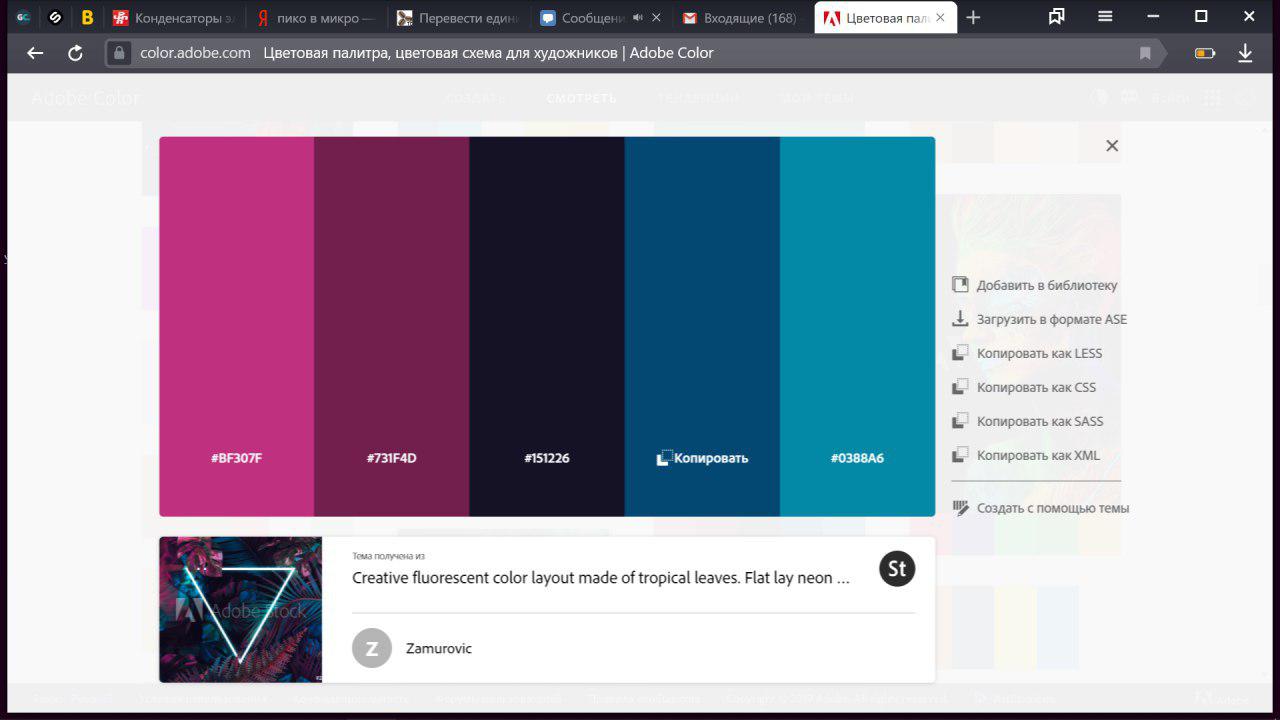 GC
B
Конденсаторы эл
Я пики в микро —
Перевести един
Сообщени
Входящие (168)
Цветовая пал
color.adobe.com Цветовая палитра, цветовая схема для художников | Adobe Color
Adobe Color
СОЗДАТЬ
СМОТРЕТЬ
ТЕНДЕНЦИИ
МОИ ТЕМЫ
Войти
#BF307F
#731F4D
#151226
Копировать
#0388A6
Добавить в библиотеку
Загрузить в формате ASE
Копировать как LESS
Копировать как CSS
Копировать как SASS
Копировать как XML
Создать с помощью темы
Adobe Stock
Тема получена из
Creative fluorescent color layout made of tropical leaves. Flat lay neon ...
St
Z
Zamurovic